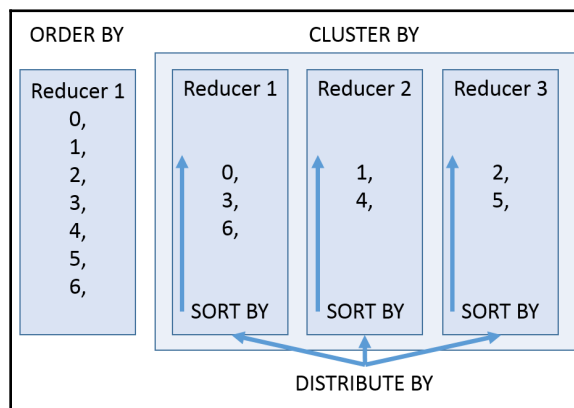 ORDER BY
Reducer 1
0,
1,
2,
3,
4,
5,
6,
CLUSTER BY
Reducer 1
0,
3,
6,
SORT BY
Reducer 2
1,
4,
SORT BY
Reducer 3
2,
5,
SORT BY
DISTRIBUTE BY